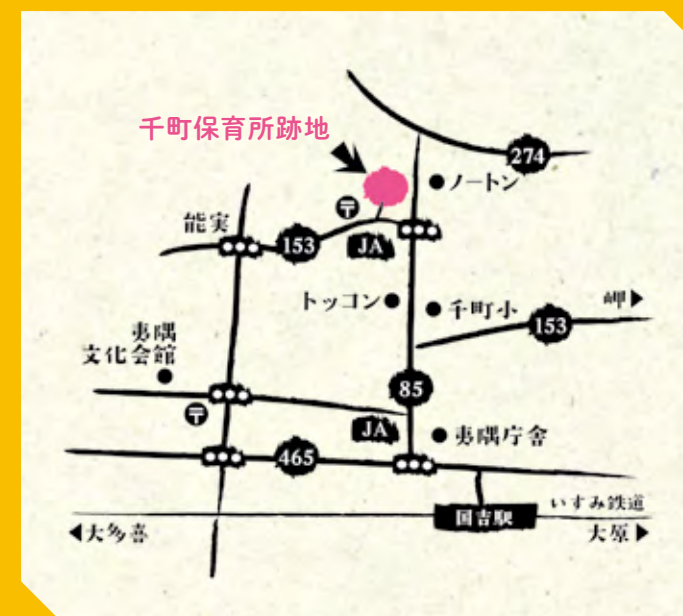 千町保育所跡地
274
ノートン
〒
能実
153
JA
トッコン
千町小
岬▶
153
夷隅
文化会館
85
〒
JA
夷隅庁舎
465
いすみ鉄道
国吉駅
◀大多喜
大原▶